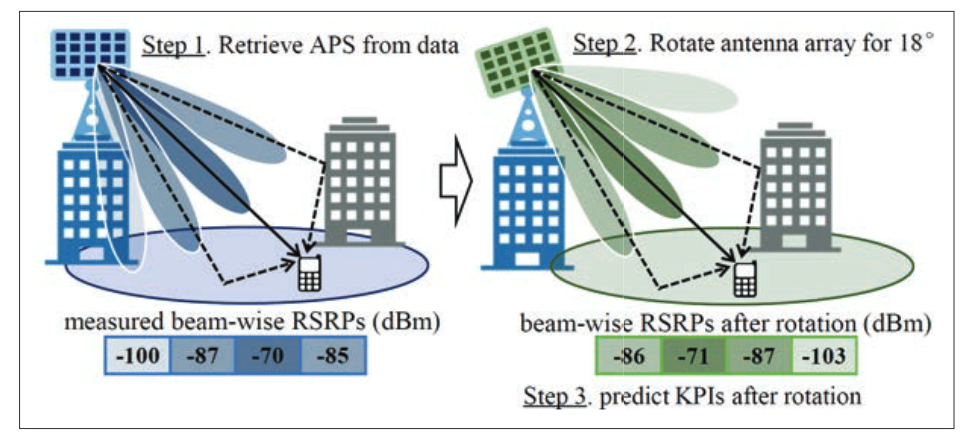 Step 1. Retrieve APS from data
measured beam-wise RSRPs (dBm)
-100 -87 -70 -85
Step 2. Rotate antenna array for 18°
beam-wise RSRPs after rotation (dBm)
-86 -71 -87 -103
Step 3. predict KPIs after rotation